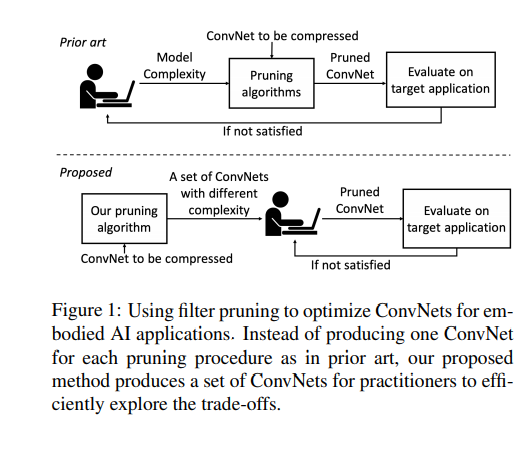 Prior art
ConvNet to be compressed
Model
Complexity
Pruning
algorithms
Pruned
ConvNet
Evaluate on
target application
If not satisfied
Proposed
Our pruning
algorithm
A set of ConvNets
with different
complexity
Pruned
ConvNet
Evaluate on
target application
ConvNet to be compressed
If not satisfied
Figure 1: Using filter pruning to optimize ConvNets for em-
bodied AI applications. Instead of producing one ConvNet
for each pruning procedure as in prior art, our proposed
method produces a set of ConvNets for practitioners to effi-
ciently explore the trade-offs.